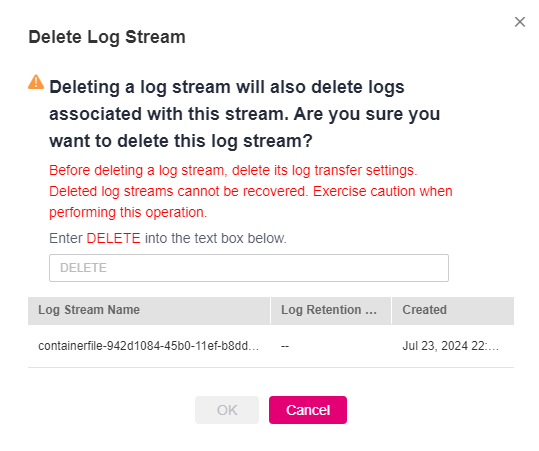 Delete Log Stream
Deleting a log stream will also delete logs
associated with this stream. Are you sure you
want to delete this log stream?
Before deleting a log stream, delete its log transfer settings.
Deleted log streams cannot be recovered. Exercise caution when
performing this operation.
Enter DELETE into the text box below.
DELETE
Log Stream Name Log Retention ... Created
containerfile-942d1084-45b0-11ef-b8dd... -- Jul 23, 2024 22:...
OK Cancel